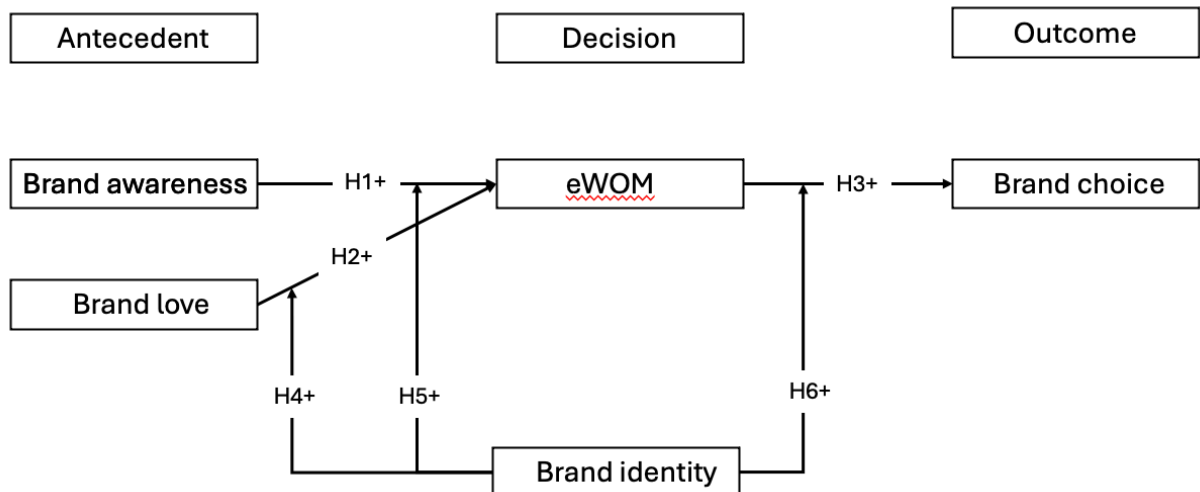 Antecedent
Decision
Outcome
Brand awareness
H1+
eWOM
H3+
Brand choice
H2+
Brand love
H4+
H5+
H6+
Brand identity